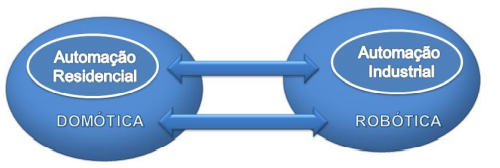 Automação
Residencial
DOMÓTICA
Automação
Industrial
ROBÓTICA